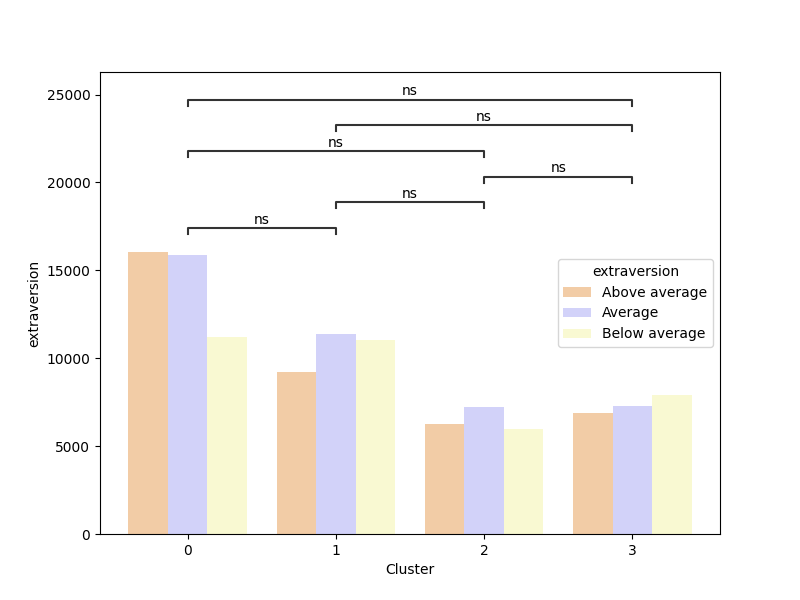 25000
20000
15000
10000
5000
0
extraversion
ns
ns
ns
ns
ns
ns
extraversion
Above average
Average
Below average
0 1 2 3
Cluster